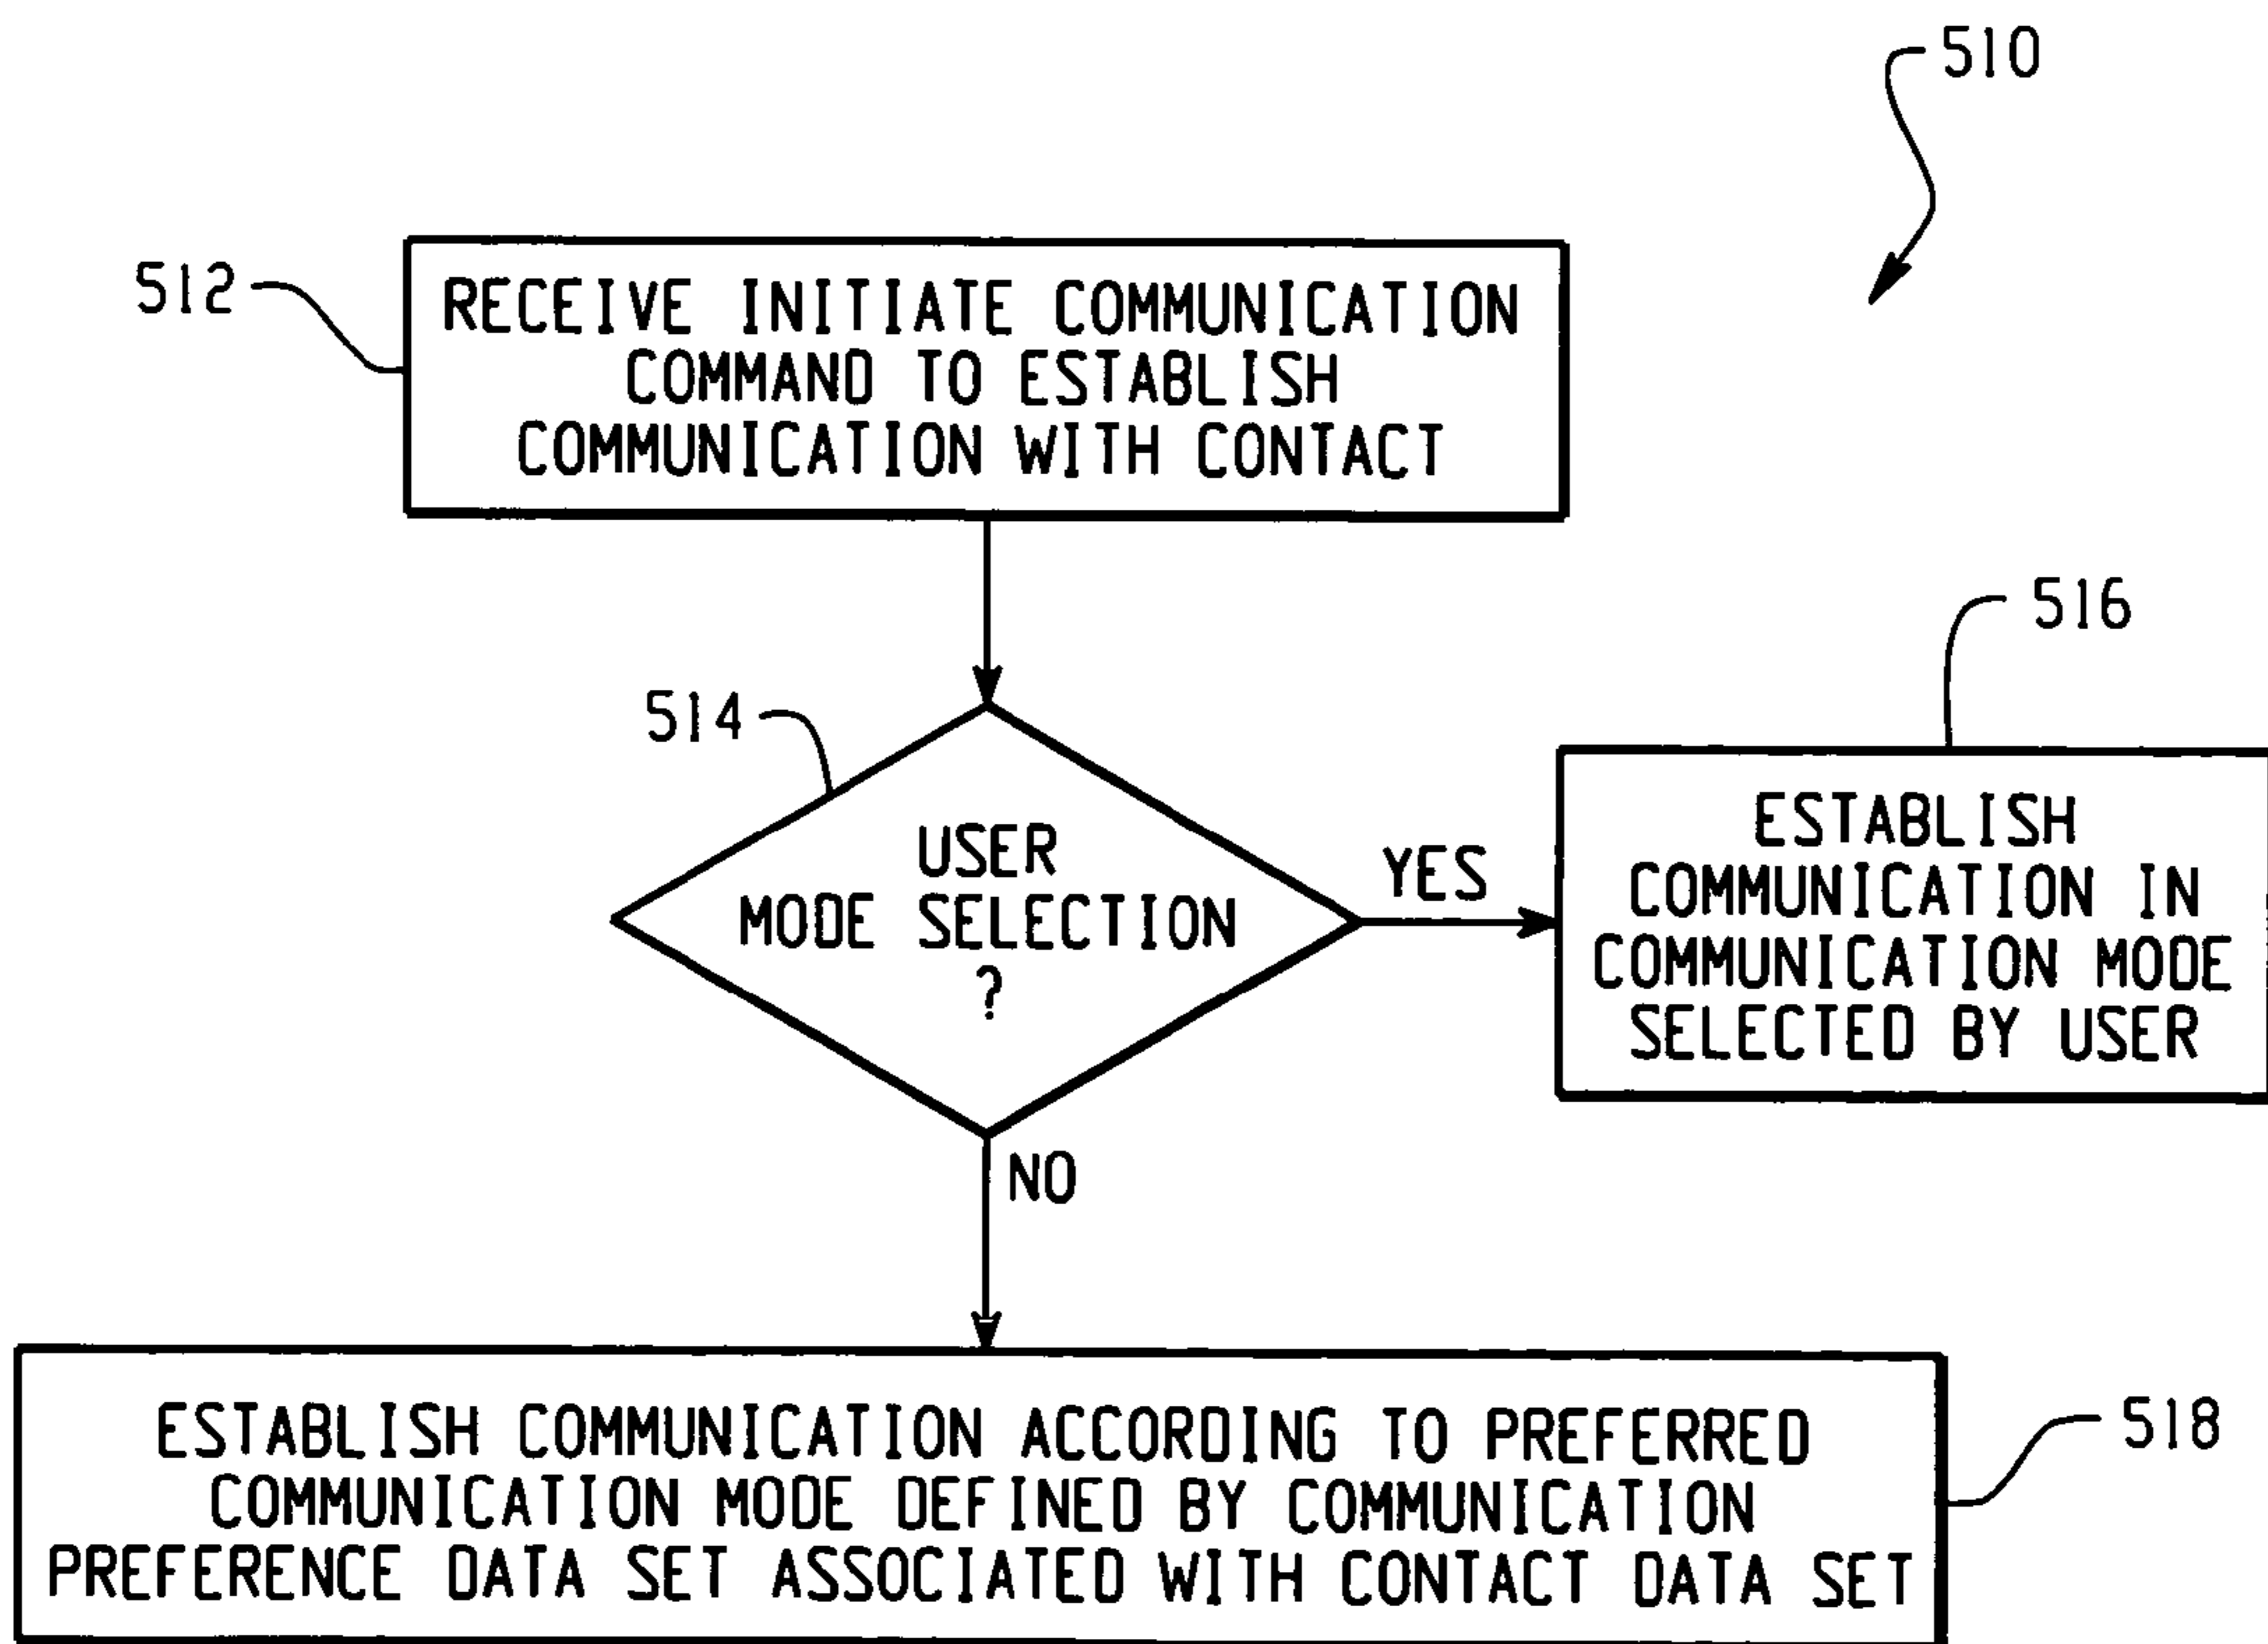 510
512
RECEIVE INITIATE COMMUNICATION
COMMAND TO ESTABLISH
COMMUNICATION WITH CONTACT
514
USER
MODE SELECTION
?
YES
516
ESTABLISH
COMMUNICATION IN
COMMUNICATION MODE
SELECTED BY USER
NO
ESTABLISH COMMUNICATION ACCORDING TO PREFERRED
COMMUNICATION MODE DEFINED BY COMMUNICATION
PREFERENCE DATA SET ASSOCIATED WITH CONTACT DATA SET
518